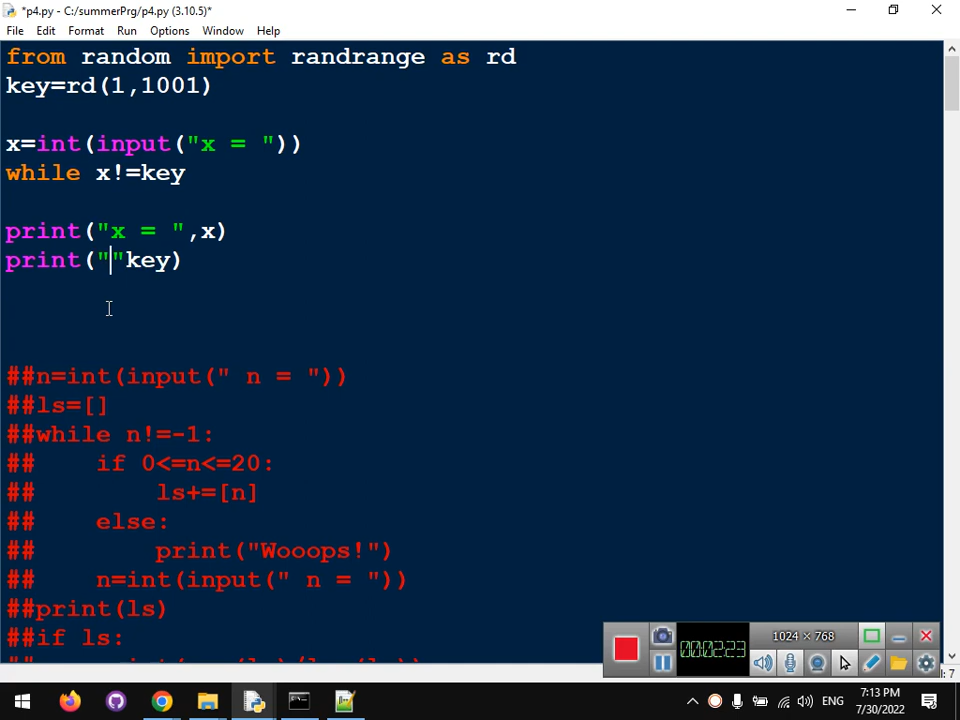 *p4.py - C:/summerPrg/p4.py (3.10.5)*
File Edit Format Run Options Window Help
from random import randrange as rd
key=rd(1,1001)
x=int(input("x = "))
while x!=key
print("x = ",x)
print(""key)
##n=int(input(" n = "))
##ls=[]
##while n!=-1:
##    if 0<=n<=20:
##        ls+=[n]
##    else:
##        print("Wooops!")
##    n=int(input(" n = "))
##print(ls)
##if ls:
00:02:23
1024 × 768
: 7
ENG
7:13 PM
7/30/2022